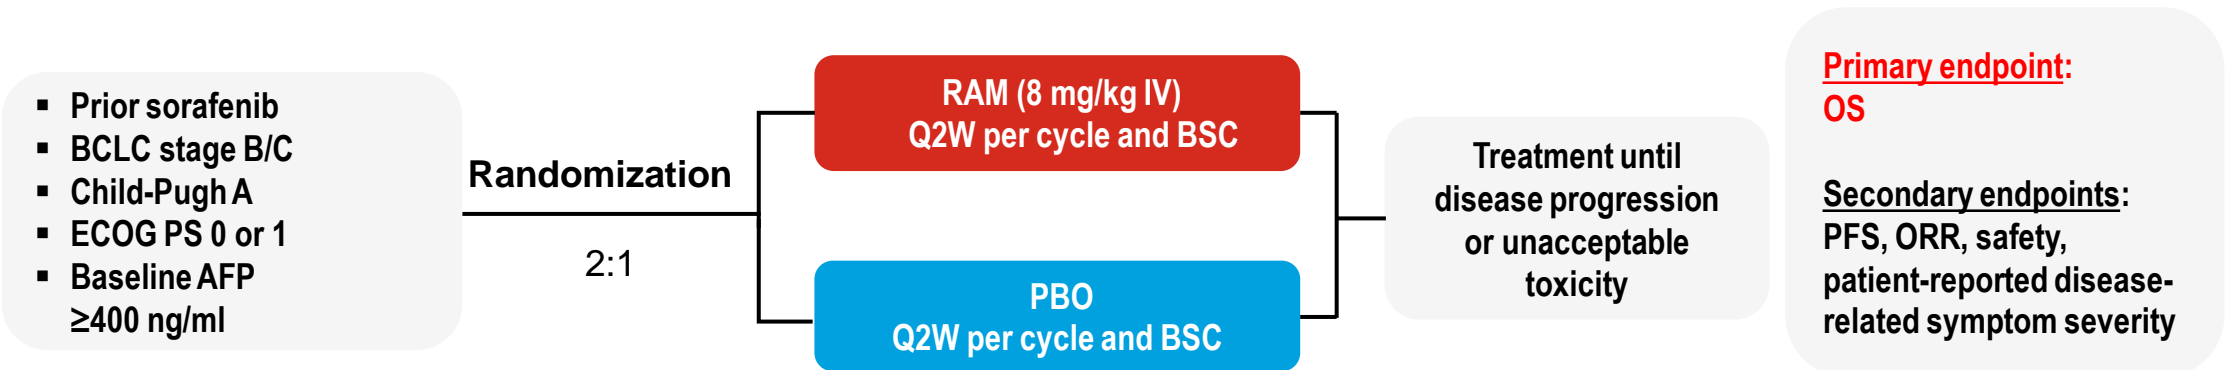 ▪ Prior sorafenib
▪ BCLC stage B/C
▪ Child-Pugh A
▪ ECOG PS 0 or 1
▪ Baseline AFP
≥400 ng/ml
Randomization
2:1
RAM (8 mg/kg IV)
Q2W per cycle and BSC
PBO
Q2W per cycle and BSC
Treatment until
disease progression
or unacceptable
toxicity
Primary endpoint:
OS
Secondary endpoints:
PFS, ORR, safety,
patient-reported disease-
related symptom severity